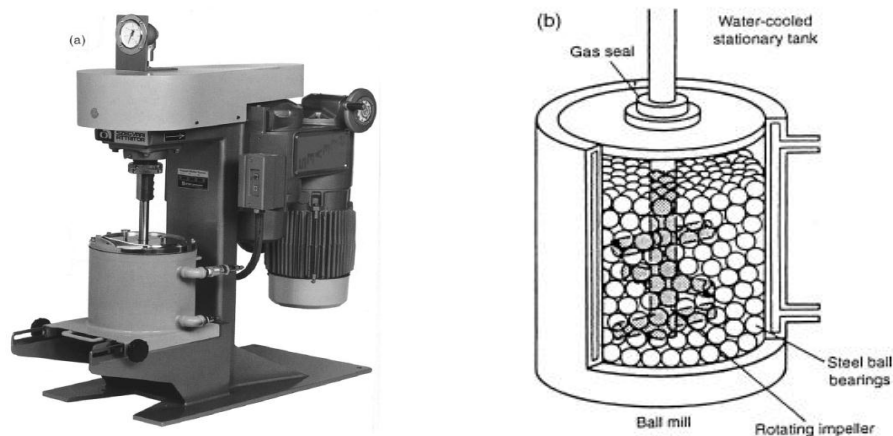 (a)
(b)
Water-cooled
stationary tank
Gas seal
Steel ball
bearings
Ball mill
Rotating impeller